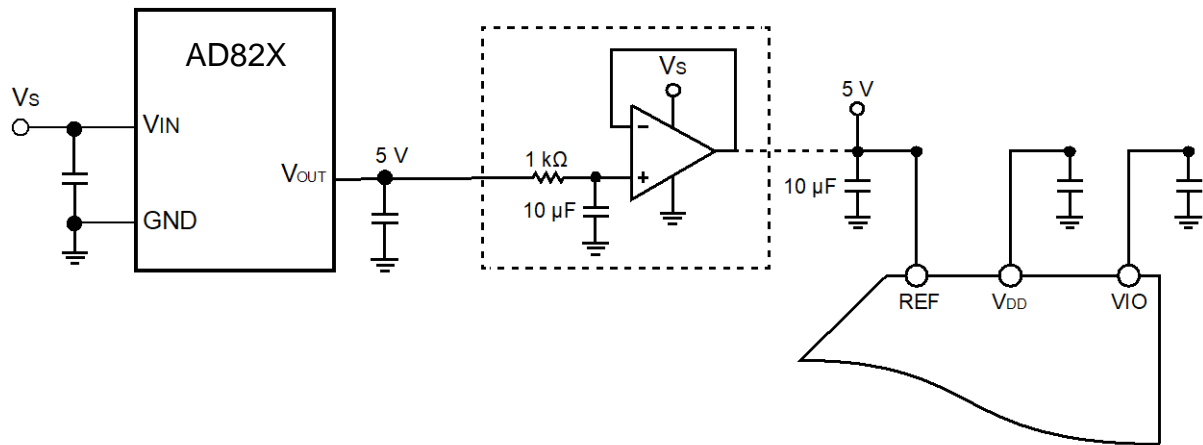 AD82X
Vs
VIN
GND
VOUT
5 V
1 kΩ
10 µF
Vs
−
+
5 V
10 µF
REF
VDD
VIO